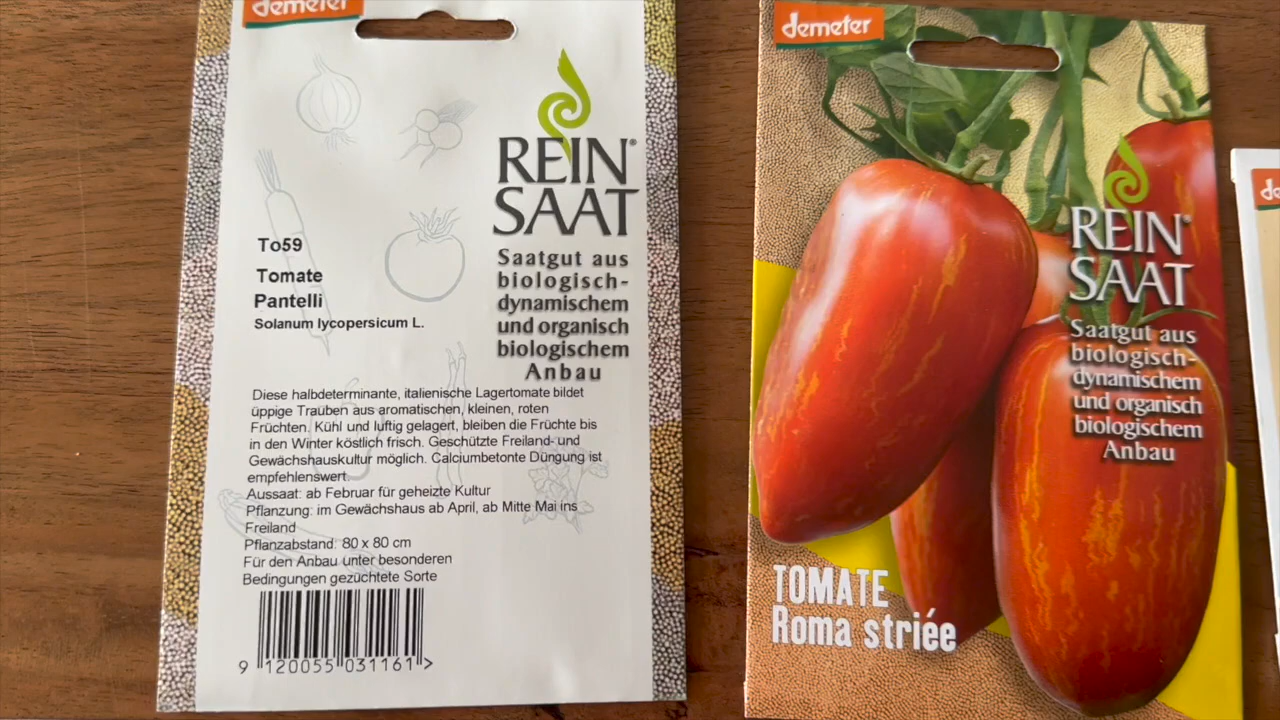 demeter
REIN®
SAAT
Saatgut aus
biologisch-
dynamischem
und organisch
biologischem
Anbau
To59
Tomate
Pantelli
Solanum lycopersicum L.
Diese halbdeterminante, italienische Lagertomate bildet
üppige Trauben aus aromatischen, kleinen, roten
Früchten. Kühl und luftig gelagert, bleiben die Früchte bis
in den Winter köstlich frisch. Geschützte Freiland- und
Gewächshauskultur möglich. Calciumbetonte Düngung ist
empfehlenswert.
Aussaat: ab Februar für geheizte Kultur
Pflanzung: im Gewächshaus ab April, ab Mitte Mai ins
Freiland
Pflanzabstand: 80 x 80 cm
Für den Anbau unter besonderen
Bedingungen gezüchtete Sorte
9 120055 031161 >
demeter
REIN®
SAAT
Saatgut aus
biologisch-
dynamischem
und organisch
biologischem
Anbau
TOMATE
Roma striée
de